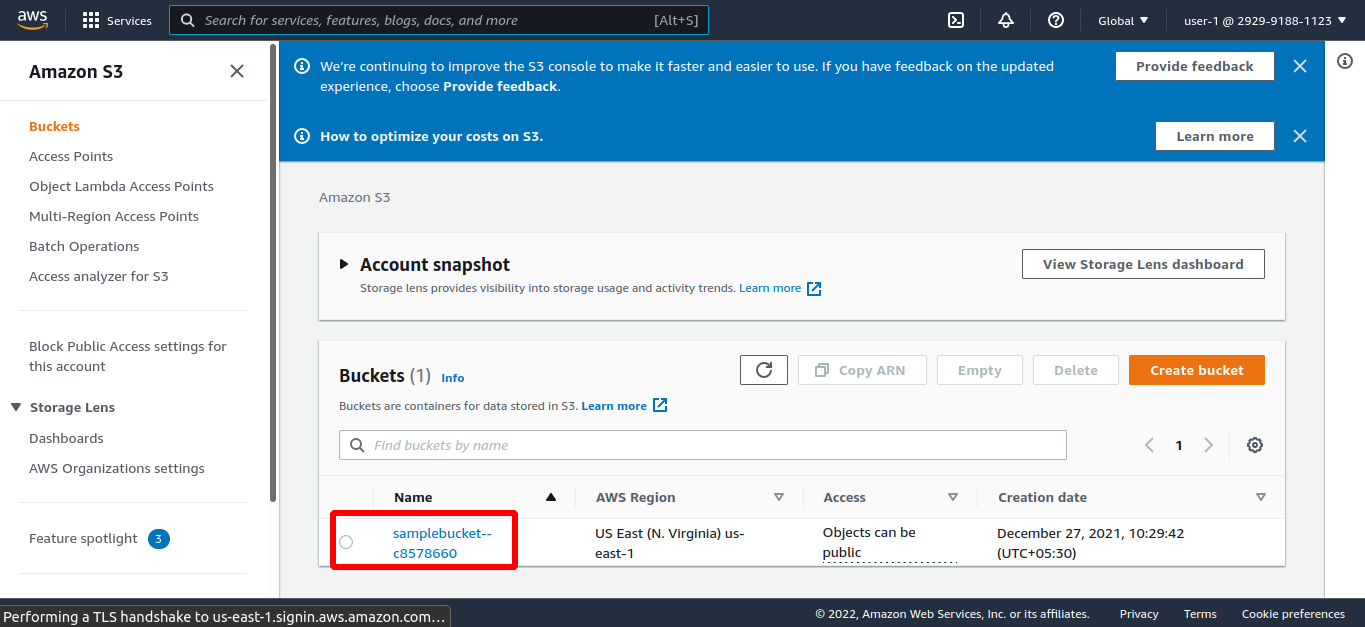 aws
Services
Search for services, features, blogs, docs, and more
[Alt+S]
Global
user-1 @ 2929-9188-1123
Amazon S3
Buckets
Access Points
Object Lambda Access Points
Multi-Region Access Points
Batch Operations
Access analyzer for S3
Block Public Access settings for
this account
Storage Lens
Dashboards
AWS Organizations settings
Feature spotlight 3
We're continuing to improve the S3 console to make it faster and easier to use. If you have feedback on the updated
experience, choose Provide feedback.
Provide feedback
How to optimize your costs on S3.
Learn more
Amazon S3
Account snapshot
Storage lens provides visibility into storage usage and activity trends. Learn more
View Storage Lens dashboard
Buckets (1) Info
Copy ARN
Empty
Delete
Create bucket
Buckets are containers for data stored in S3. Learn more
Find buckets by name
1
Name
AWS Region
Access
Creation date
samplebucket--
c8578660
US East (N. Virginia) us-
east-1
Objects can be
public
December 27, 2021, 10:29:42
(UTC+05:30)
Performing a TLS handshake to us-east-1.signin.aws.amazon.com...
© 2022, Amazon Web Services, Inc. or its affiliates.
Privacy
Terms
Cookie preferences